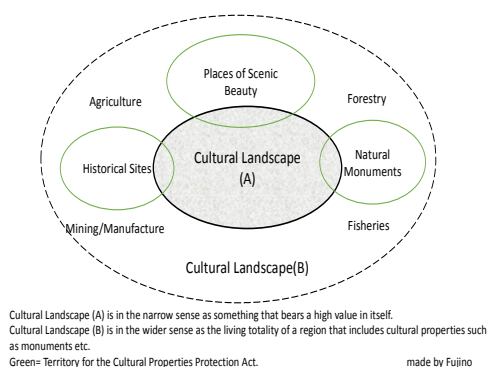 Places of Scenic
Beauty
Agriculture
Forestry
Cultural Landscape
(A)
Historical Sites
Natural
Monuments
Mining/Manufacture
Fisheries
Cultural Landscape(B)
Cultural Landscape (A) is in the narrow sense as something that bears a high value in itself.
Cultural Landscape (B) is in the wider sense as the living totality of a region that includes cultural properties such
as monuments etc.
Green= Territory for the Cultural Properties Protection Act. made by Fujino